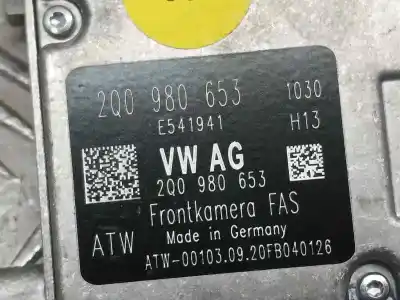 2Q0 980 653 1030
E541941 H13
VW AG
2Q0 980 653
Frontkamera FAS
ATW Made in Germany
ATW-00103.09.20FB040126